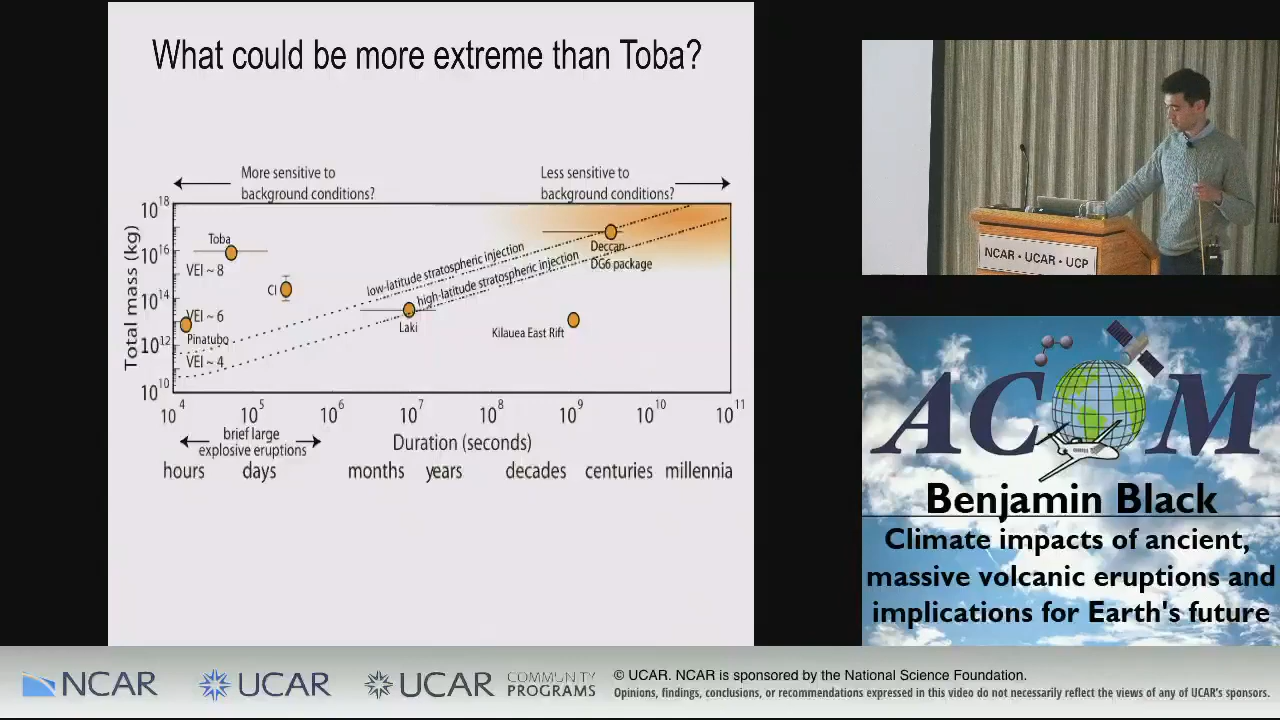 What could be more extreme than Toba?
More sensitive to
background conditions?
Less sensitive to
background conditions?
Total mass (kg)
10^18
10^16
10^14
10^12
10^10
Toba
VEI ~ 8
CI
VEI ~ 6
Pinatubo
VEI ~ 4
low-latitude stratospheric injection
high-latitude stratospheric injection
Laki
Kilauea East Rift
Deccan
DG6 package
10^4 10^5 10^6 10^7 10^8 10^9 10^10 10^11
brief large
explosive eruptions
Duration (seconds)
hours days months years decades centuries millennia
NCAR • UCAR • UCP
ACOM
Benjamin Black
Climate impacts of ancient,
massive volcanic eruptions and
implications for Earth's future
NCAR
UCAR
UCAR COMMUNITY
PROGRAMS
© UCAR. NCAR is sponsored by the National Science Foundation.
Opinions, findings, conclusions, or recommendations expressed in this video do not necessarily reflect the views of any of UCAR's sponsors.